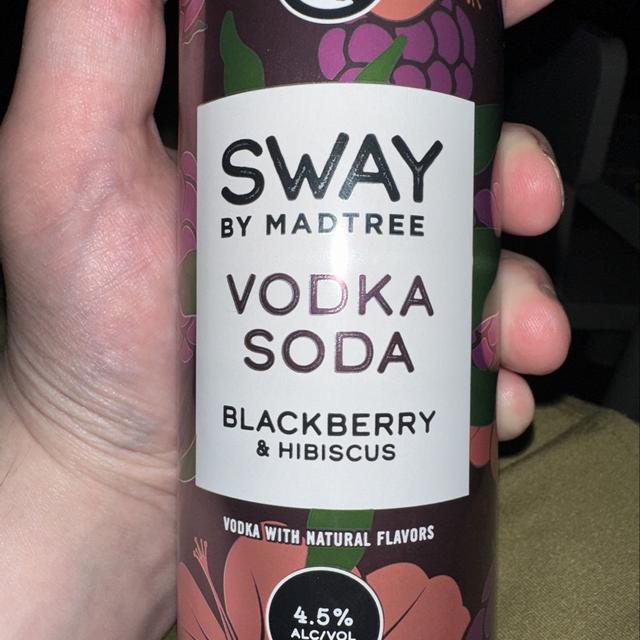 SWAY
BY MADTREE
VODKA
SODA
BLACKBERRY
& HIBISCUS
VODKA WITH NATURAL FLAVORS
4.5%
ALC/VOL